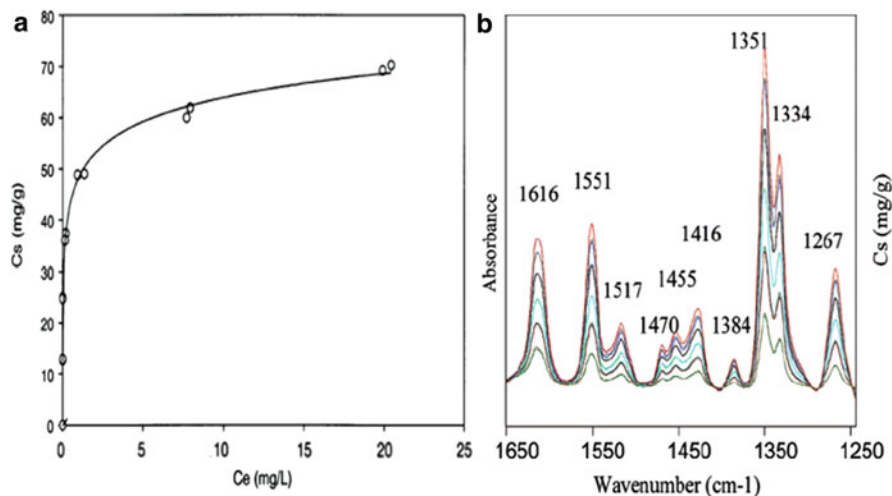 a
80
70
60
50
40
30
20
10
0
0 5 10 15 20 25
Cs (mg/g)
Ce (mg/L)
b
1351
1334
1616
1551
1416
1267
1517
1455
1470
1384
Absorbance
Cs (mg/g)
1650 1550 1450 1350 1250
Wavenumber (cm-1)